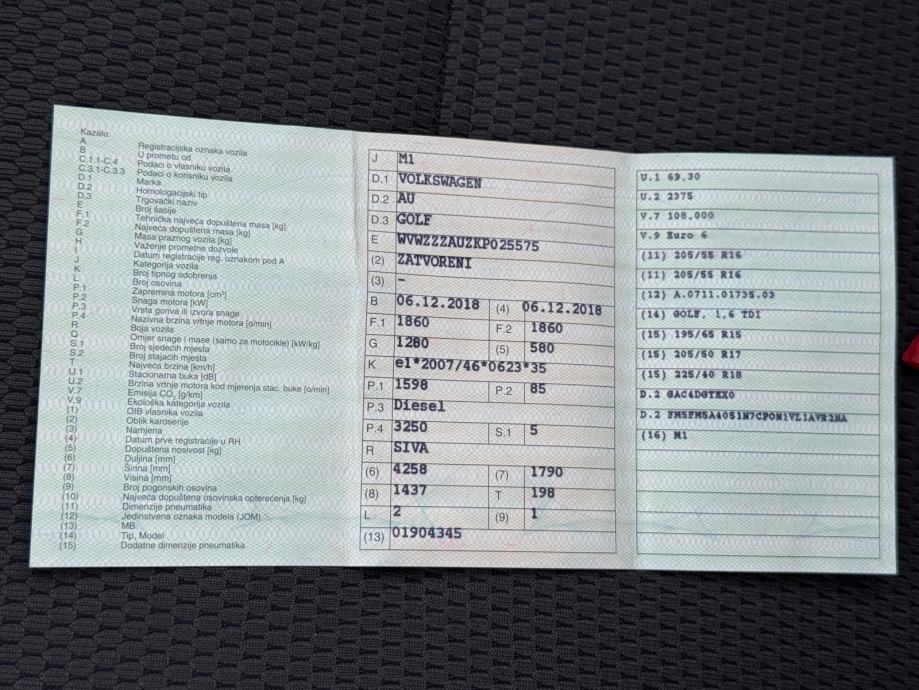 Kazalo:
A Registracijska oznaka vozila
B U prometu od
C.1.1-C.4 Podaci o vlasniku vozila
C.3.1-C.3.3 Podaci o korisniku vozila
D.1 Marka
D.2 Homologacijski tip
D.3 Trgovački naziv
E Broj šasije
F.1 Tehnička najveća dopuštena masa [kg]
F.2 Najveća dopuštena masa [kg]
G Masa praznog vozila [kg]
H Važenje prometne dozvole
I Datum registracije reg. oznakom pod A
J Kategorija vozila
K Broj tipnog odobrenja
L Broj osovina
P.1 Zapremina motora [cm³]
P.2 Snaga motora [kW]
P.3 Vrsta goriva ili izvora snage
P.4 Nazivna brzina vrtnje motora [o/min]
R Boja vozila
Q Omjer snage i mase (samo za motocikle) [kW/kg]
S.1 Broj sjedećih mjesta
S.2 Broj stajaćih mjesta
T Najveća brzina [km/h]
U.1 Stacionarna buka [dB]
U.2 Brzina vrtnje motora kod mjerenja stac. buke [o/min]
V.7 Emisija CO₂ [g/km]
V.9 Ekološka kategorija vozila
(1) OIB vlasnika vozila
(2) Oblik karoserije
(3) Namjena
(4) Datum prve registracije u RH
(5) Dopuštena nosivost [kg]
(6) Duljina [mm]
(7) Širina [mm]
(8) Visina [mm]
(9) Broj pogonskih osovina
(10) Najveća dopuštena osovinska opterećenja [kg]
(11) Dimenzije pneumatika
(12) Jedinstvena oznaka modela (JOM)
(13) MB
(14) Tip, Model
(15) Dodatne dimenzije pneumatika
J M1
D.1 VOLKSWAGEN
D.2 AU
D.3 GOLF
E WVWZZZAUZKP025575
(2) ZATVORENI
(3) –
B 06.12.2018 (4) 06.12.2018
F.1 1860 F.2 1860
G 1280 (5) 580
K e1*2007/46*0623*35
P.1 1598 P.2 85
P.3 Diesel
P.4 3250 S.1 5
R SIVA
(6) 4258 (7) 1790
(8) 1437 T 198
L 2 (9) 1
(13) 01904345
U.1 69,30
U.2 2375
V.7 108,000
V.9 Euro 6
(11) 205/55 R16
(11) 205/55 R16
(12) A.0711.01735.03
(14) GOLF, 1,6 TDI
(15) 195/65 R15
(15) 205/50 R17
(15) 225/40 R18
D.2 GAC4DGTEX0
D.2 FM5FM5A4051N7CPON1VL1AVR2NA
(16) M1